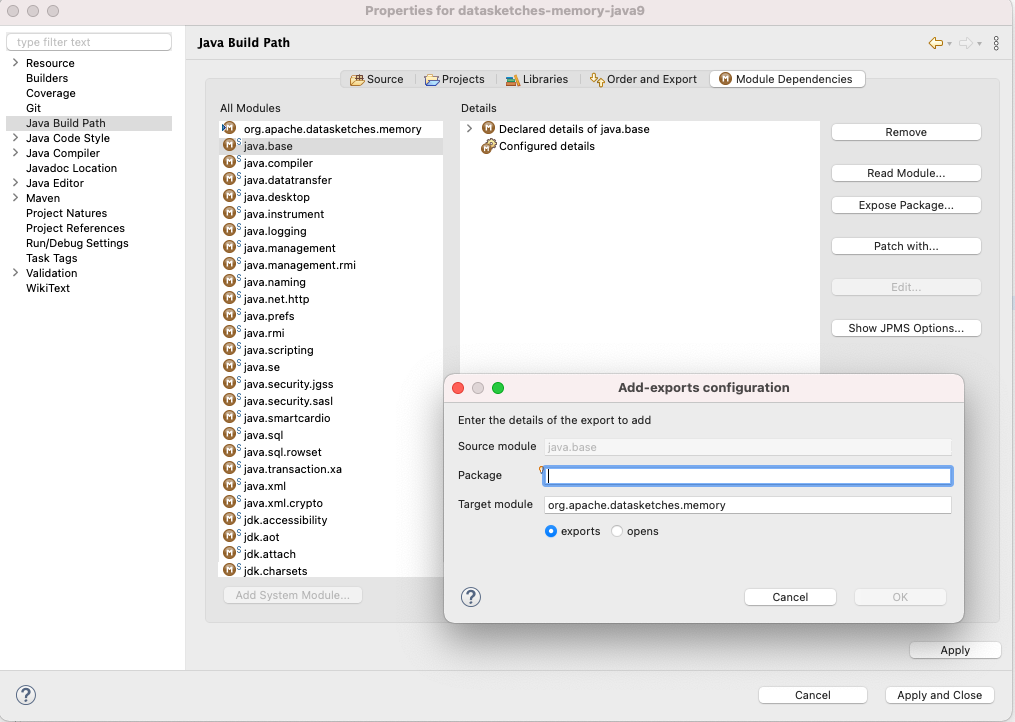 Properties for datasketches-memory-java9
type filter text
Resource
Builders
Coverage
Git
Java Build Path
Java Code Style
Java Compiler
Javadoc Location
Java Editor
Maven
Project Natures
Project References
Run/Debug Settings
Task Tags
Validation
WikiText
Java Build Path
Source
Projects
Libraries
Order and Export
Module Dependencies
All Modules
org.apache.datasketches.memory
java.base
java.compiler
java.datatransfer
java.desktop
java.instrument
java.logging
java.management
java.management.rmi
java.naming
java.net.http
java.prefs
java.rmi
java.scripting
java.se
java.security.jgss
java.security.sasl
java.smartcardio
java.sql
java.sql.rowset
java.transaction.xa
java.xml
java.xml.crypto
jdk.accessibility
jdk.aot
jdk.attach
jdk.charsets
Add System Module...
Details
Declared details of java.base
Configured details
Remove
Read Module...
Expose Package...
Patch with...
Edit...
Show JPMS Options...
Add-exports configuration
Enter the details of the export to add
Source module java.base
Package
Target module org.apache.datasketches.memory
exports opens
Cancel OK
Apply
Cancel Apply and Close